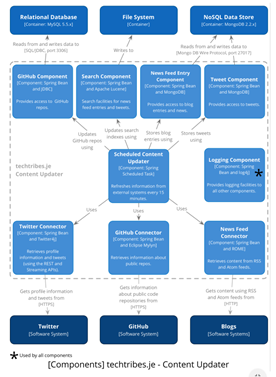 Relational Database
[Container: MySQL 5.5.x]
File System
[Container]
NoSQL Data Store
[Container: MongoDB 2.2.x]
Reads from and writes data to
[SQL/JDBC, port 3306]
Writes to
Reads from and writes data to
[Mongo DB Wire Protocol, port 27017]
GitHub Component
[Component: Spring Bean
and JDBC]
Provides access to GitHub
repos.
Search Component
[Component: Spring Bean
and Apache Lucene]
Search facilities for news
feed entries and tweets.
News Feed Entry
Component
[Component: Spring Bean
and MongoDB]
Provides access to blog
entries and news.
Tweet Component
[Component: Spring Bean
and MongoDB]
Provides access to tweets.
Updates
GitHub repos
using
Updates search
indexes using
Stores blog
entries using
Stores tweets
using
techtribes.je
Content Updater
Scheduled Content
Updater
[Component: Spring
Scheduled Task]
Refreshes information from
external systems every 15
minutes.
Logging Component
[Component: Spring
Bean and log4j]
Provides logging facilities to
all other components.
Uses
Uses
Uses
Twitter Connector
[Component: Spring Bean
and Twitter4j]
Retrieves profile
information and tweets
(using the REST and
Streaming APIs).
GitHub Connector
[Component: Spring Bean
and Eclipse Mylyn]
Retrieves information about
public repos.
News Feed
Connector
[Component: Spring Bean
and ROME]
Retrieves content from RSS
and Atom feeds.
Gets profile
information and
tweets from
[HTTPS]
Gets information
about public code
repositories from
[HTTPS]
Gets content using RSS
and Atom feeds from
[HTTP]
Twitter
[Software System]
GitHub
[Software System]
Blogs
[Software Systems]
* Used by all components
[Components] techtribes.je - Content Updater